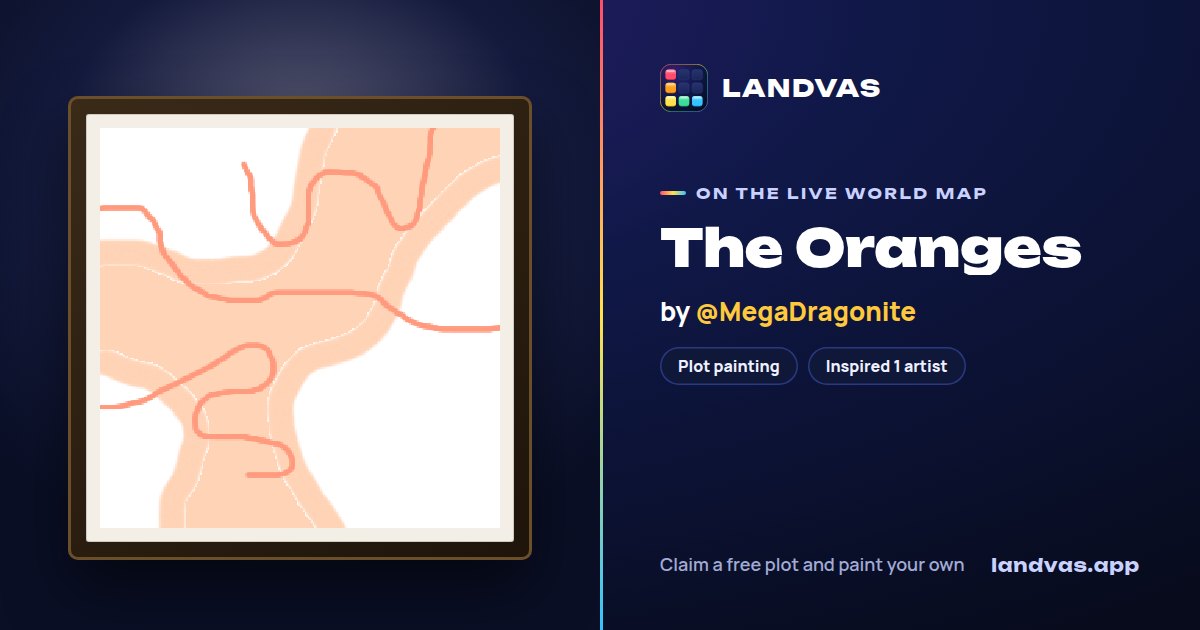 LANDVAS
ON THE LIVE WORLD MAP
The Oranges
by @MegaDragonite
Plot painting
Inspired 1 artist
Claim a free plot and paint your own
landvas.app